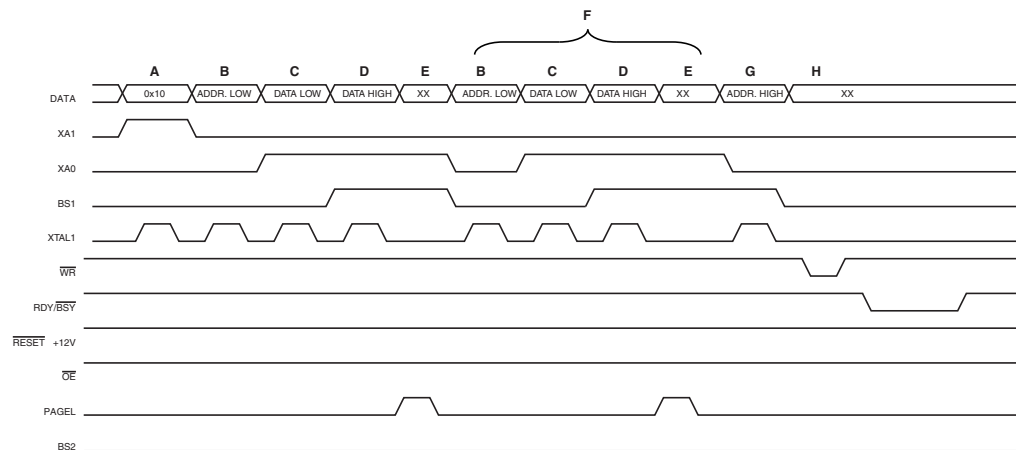 F
A B C D E B C D E G H
DATA 0x10 ADDR. LOW DATA LOW DATA HIGH XX ADDR. LOW DATA LOW DATA HIGH XX ADDR. HIGH XX
XA1
XA0
BS1
XTAL1
WR
RDY/BSY
RESET +12V
OE
PAGEL
BS2